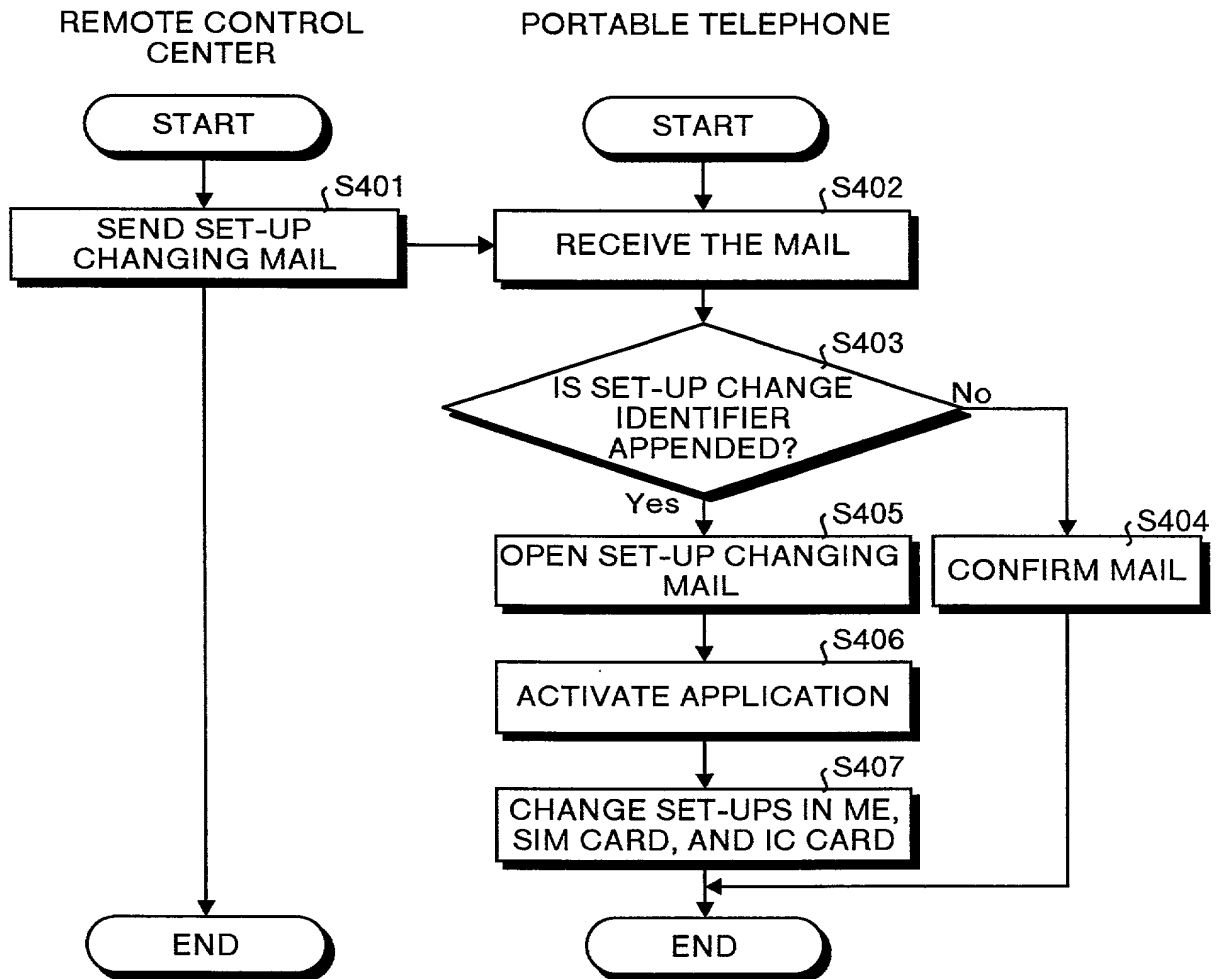 REMOTE CONTROL
CENTER
PORTABLE TELEPHONE
START
START
S401
SEND SET-UP
CHANGING MAIL
S402
RECEIVE THE MAIL
S403
IS SET-UP CHANGE
IDENTIFIER
APPENDED?
No
Yes
S405
OPEN SET-UP CHANGING
MAIL
S404
CONFIRM MAIL
S406
ACTIVATE APPLICATION
S407
CHANGE SET-UPS IN ME,
SIM CARD, AND IC CARD
END
END